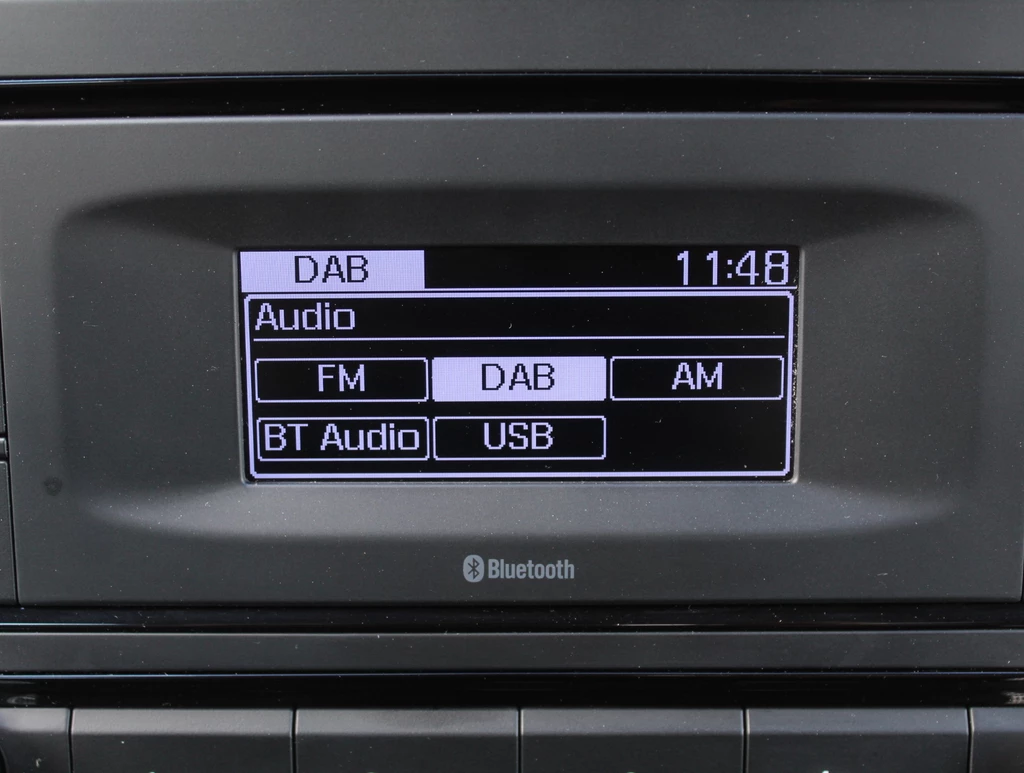 DAB 11:48
Audio
FM DAB AM
BT Audio USB
Bluetooth